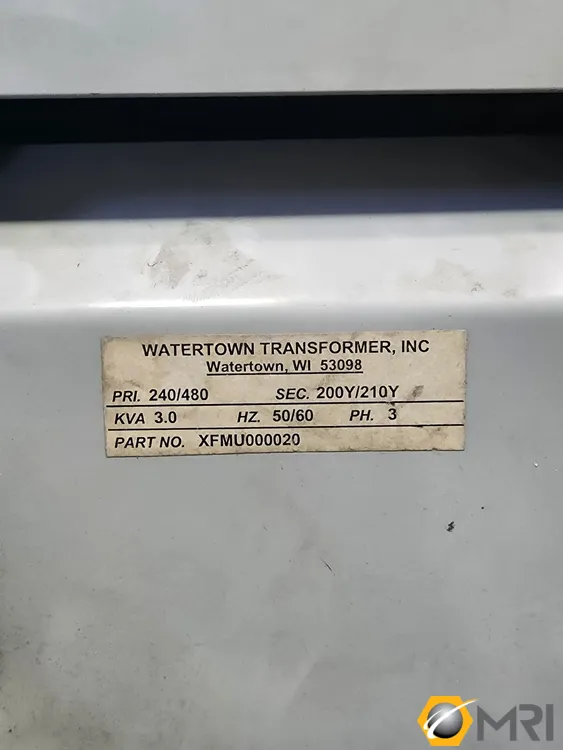 WATERTOWN TRANSFORMER, INC
Watertown, WI 53098
PRI. 240/480 SEC. 200Y/210Y
KVA 3.0 HZ. 50/60 PH. 3
PART NO. XFMU000020
MRI